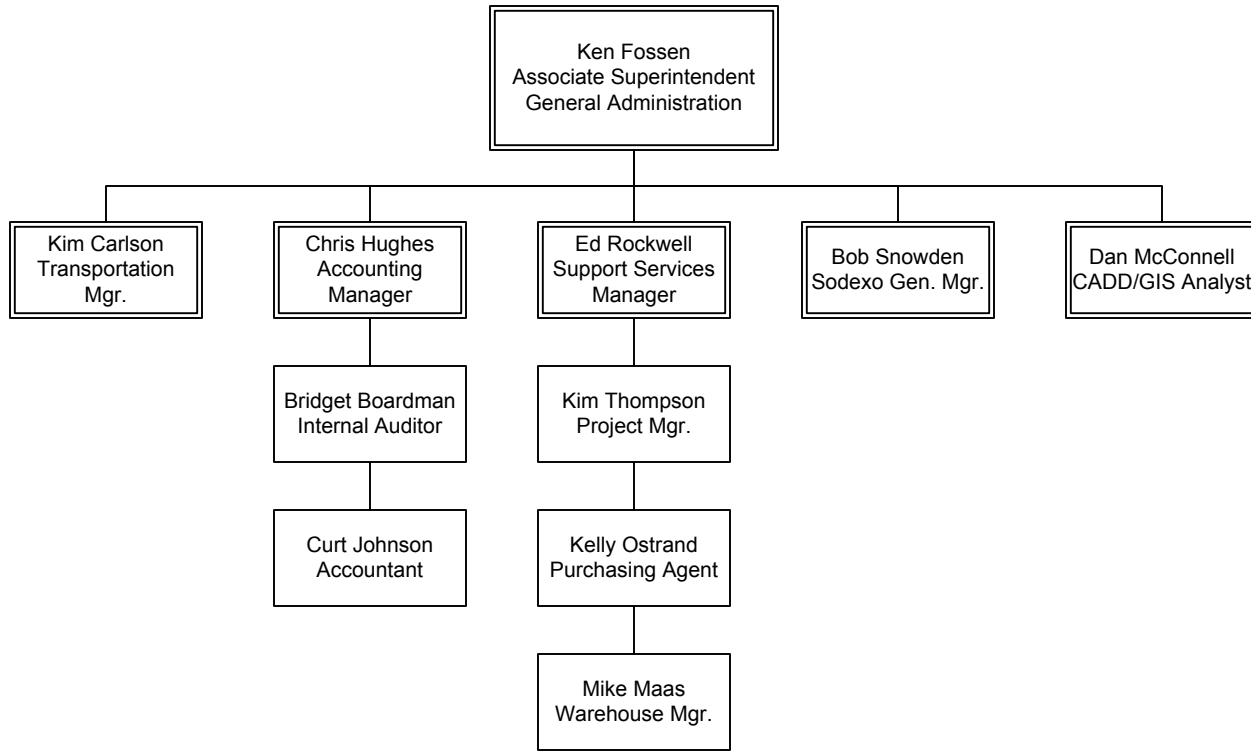 Ken Fossen
Associate Superintendent
General Administration
Kim Carlson
Transportation
Mgr.
Chris Hughes
Accounting
Manager
Ed Rockwell
Support Services
Manager
Bob Snowden
Sodexo Gen. Mgr.
Dan McConnell
CADD/GIS Analyst
Bridget Boardman
Internal Auditor
Kim Thompson
Project Mgr.
Curt Johnson
Accountant
Kelly Ostrand
Purchasing Agent
Mike Maas
Warehouse Mgr.